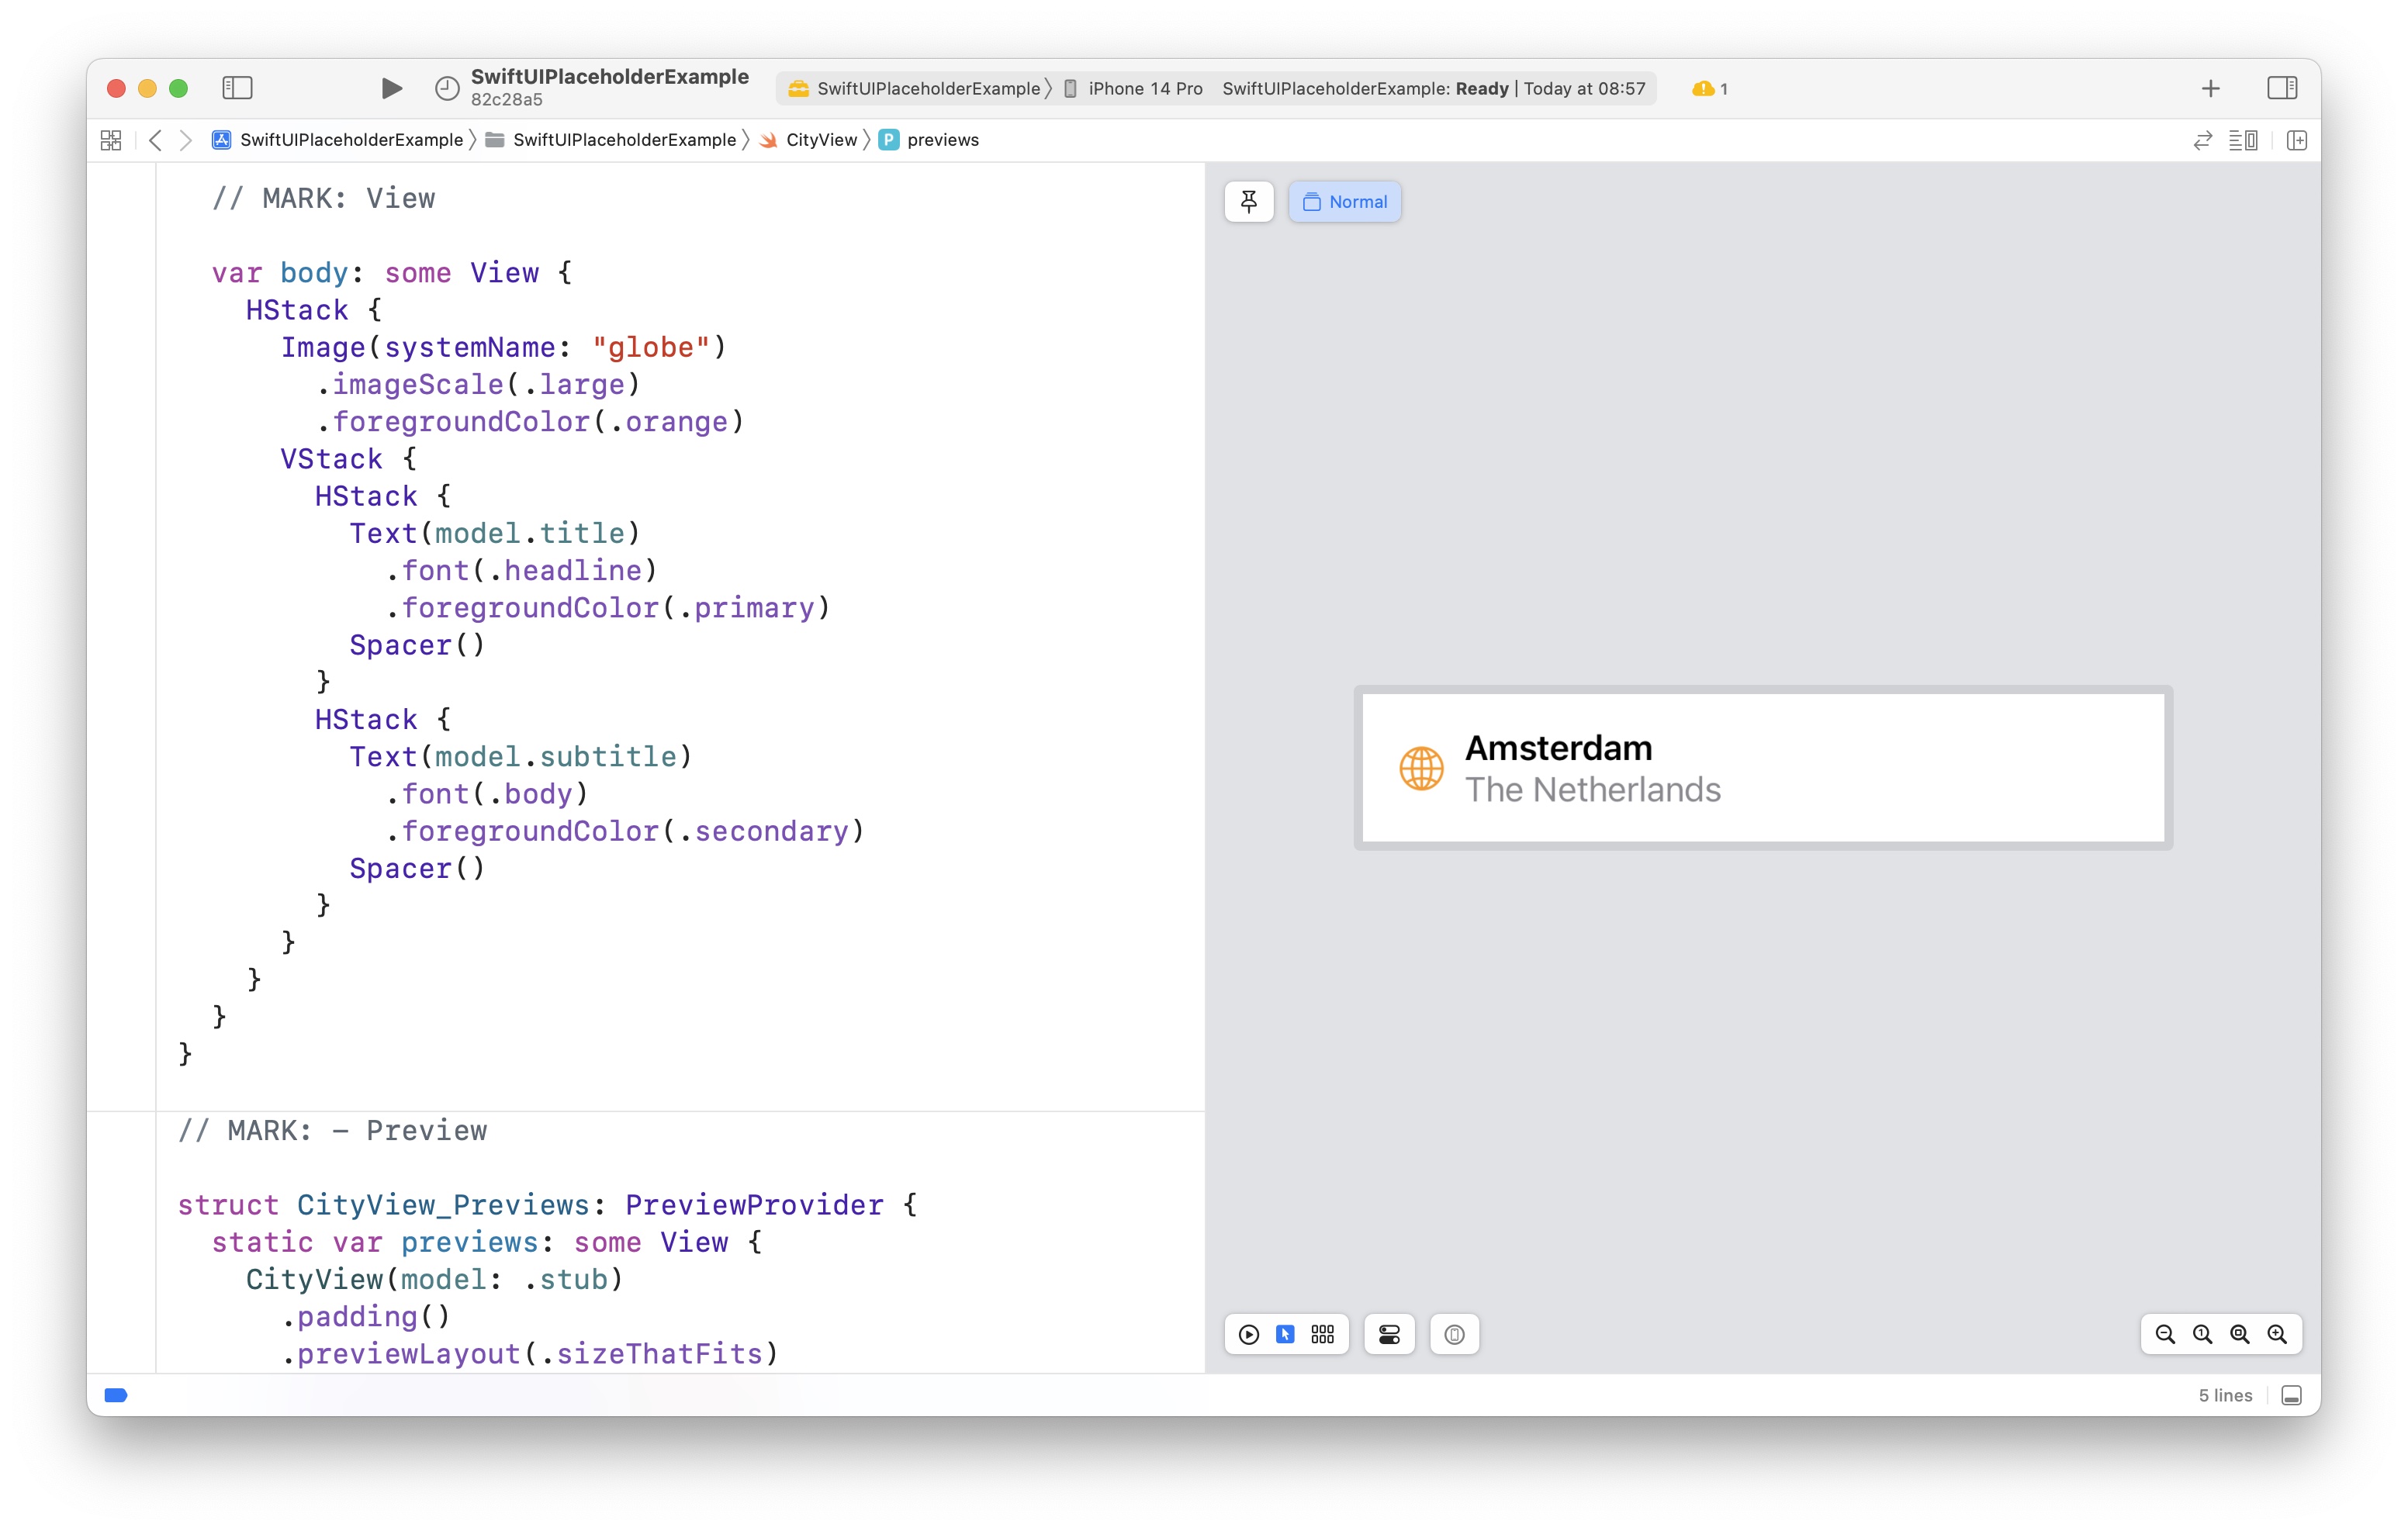 SwiftUIPlaceholderExample
82c28a5
SwiftUIPlaceholderExample 〉 iPhone 14 Pro SwiftUIPlaceholderExample: Ready | Today at 08:57 1
SwiftUIPlaceholderExample 〉 SwiftUIPlaceholderExample 〉 CityView 〉 P previews
// MARK: View
var body: some View {
HStack {
Image(systemName: "globe")
.imageScale(.large)
.foregroundColor(.orange)
VStack {
HStack {
Text(model.title)
.font(.headline)
.foregroundColor(.primary)
Spacer()
}
HStack {
Text(model.subtitle)
.font(.body)
.foregroundColor(.secondary)
Spacer()
}
}
}
}
}
// MARK: - Preview
struct CityView_Previews: PreviewProvider {
static var previews: some View {
CityView(model: .stub)
.padding()
.previewLayout(.sizeThatFits)
Normal
Amsterdam
The Netherlands
5 lines